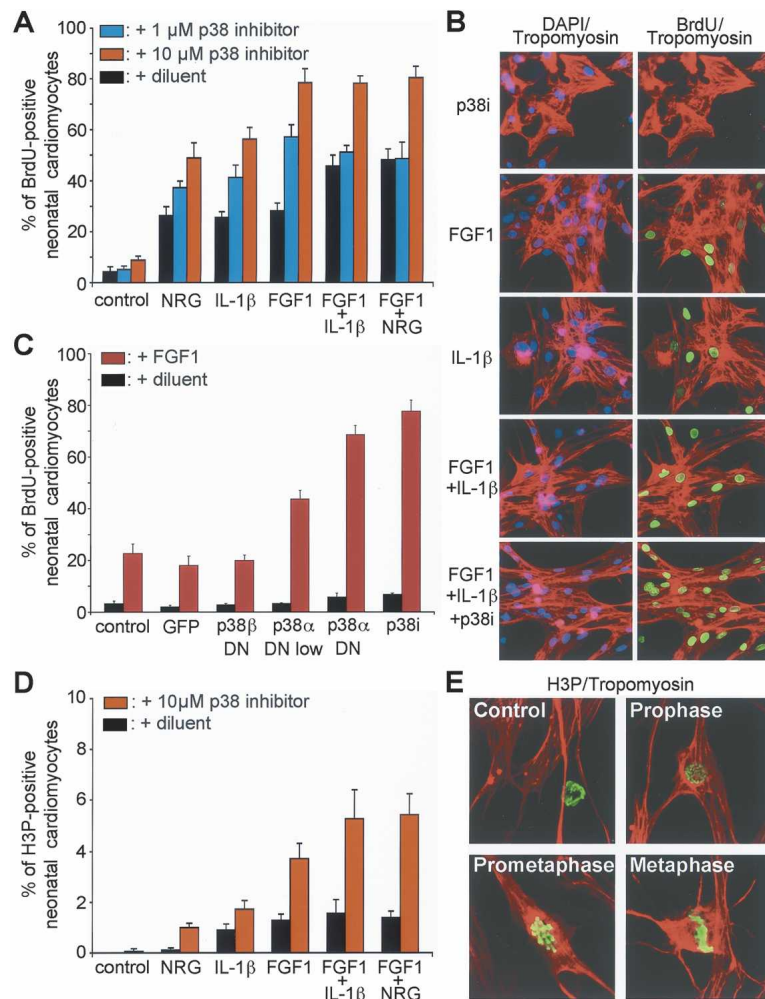 A
: + 1 µM p38 inhibitor
: + 10 µM p38 inhibitor
: + diluent
% of BrdU-positive
neonatal cardiomyocytes
100
80
60
40
20
0
control
NRG
IL-1β
FGF1
FGF1
+
IL-1β
FGF1
+
NRG
B
DAPI/
Tropomyosin
BrdU/
Tropomyosin
p38i
FGF1
IL-1β
FGF1
+IL-1β
FGF1
+IL-1β
+p38i
C
: + FGF1
: + diluent
% of BrdU-positive
neonatal cardiomyocytes
100
80
60
40
20
0
control
GFP
p38β
DN
p38α
DN low
p38α
DN
p38i
D
: + 10µM p38 inhibitor
: + diluent
% of H3P-positive
neonatal cardiomyocytes
10
8
6
4
2
0
control
NRG
IL-1β
FGF1
FGF1
+
IL-1β
FGF1
+
NRG
E
H3P/Tropomyosin
Control
Prophase
Prometaphase
Metaphase